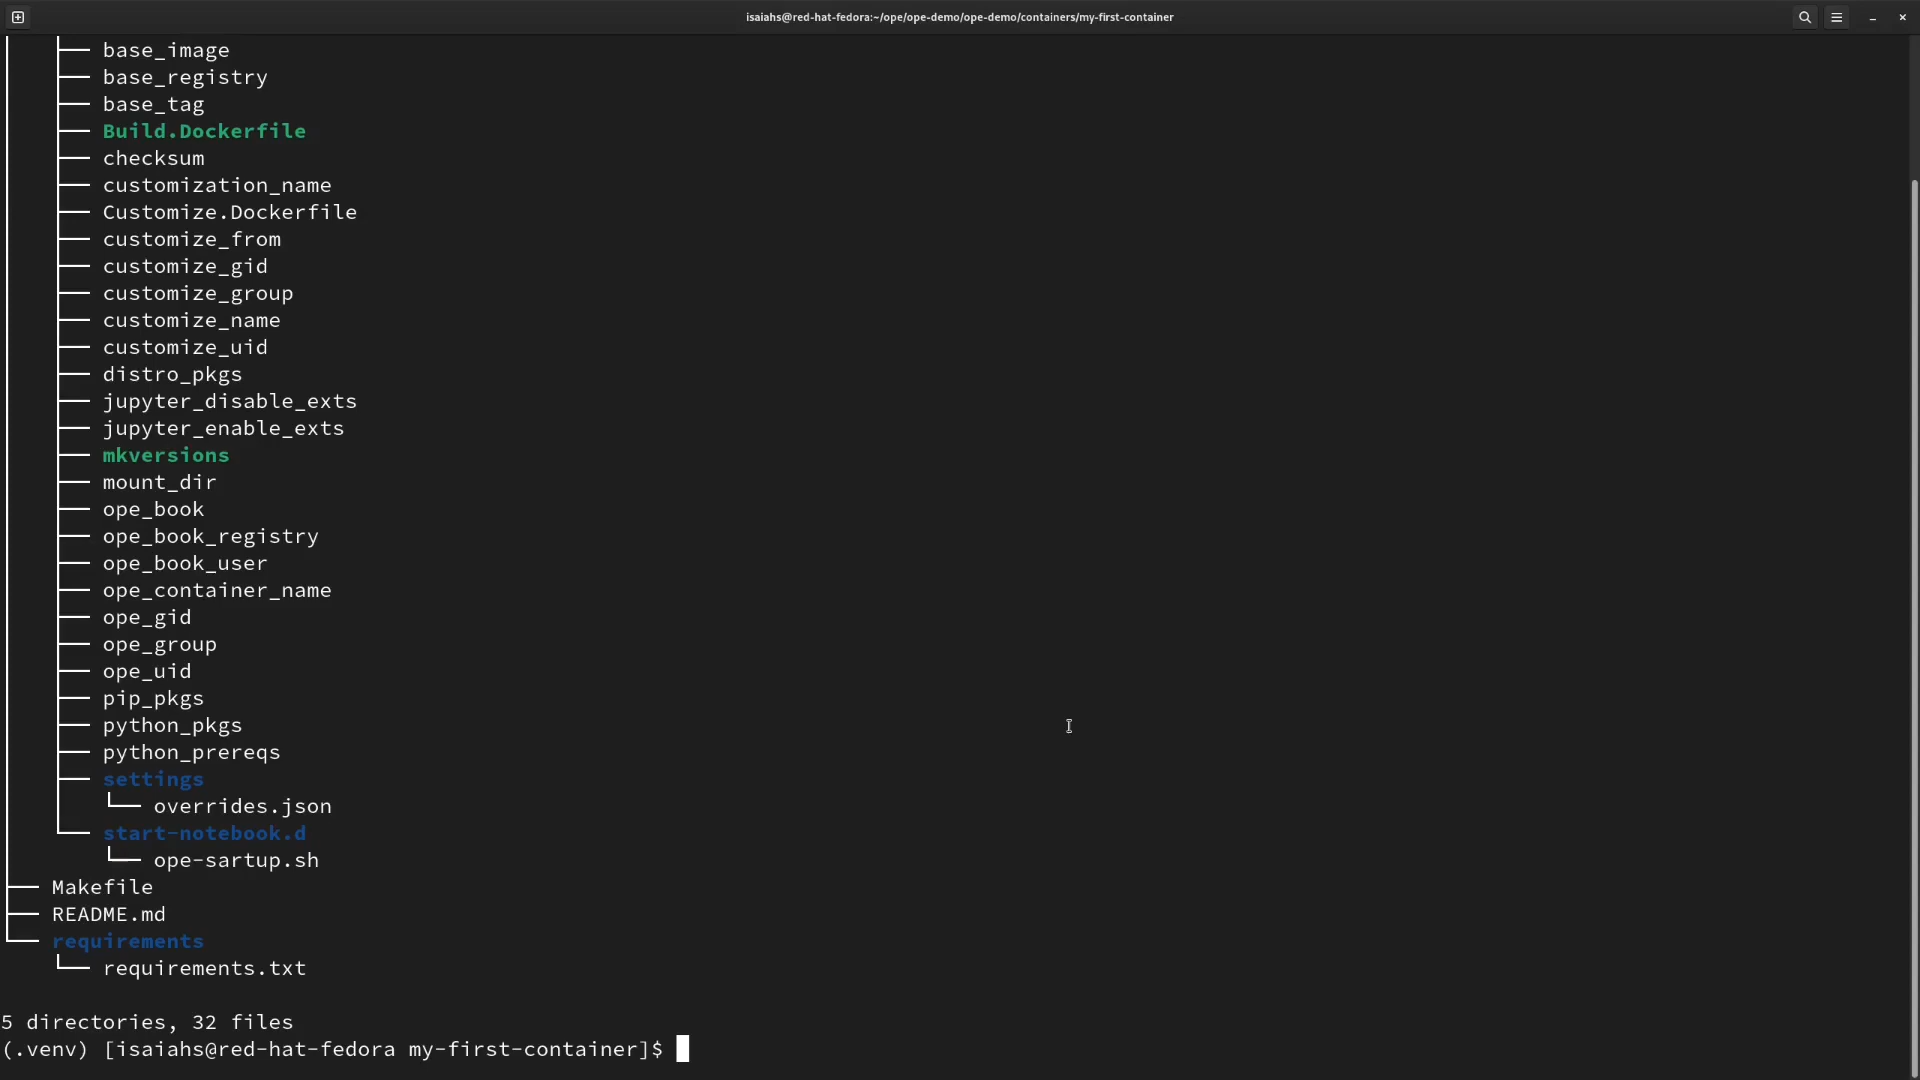 isaiahs@red-hat-fedora:~/ope/ope-demo/ope-demo/containers/my-first-container
base_image
base_registry
base_tag
Build.Dockerfile
checksum
customization_name
Customize.Dockerfile
customize_from
customize_gid
customize_group
customize_name
customize_uid
distro_pkgs
jupyter_disable_exts
jupyter_enable_exts
mkversions
mount_dir
ope_book
ope_book_registry
ope_book_user
ope_container_name
ope_gid
ope_group
ope_uid
pip_pkgs
python_pkgs
python_prereqs
settings
overrides.json
start-notebook.d
ope-sartup.sh
Makefile
README.md
requirements
requirements.txt
5 directories, 32 files
(.venv) [isaiahs@red-hat-fedora my-first-container]$